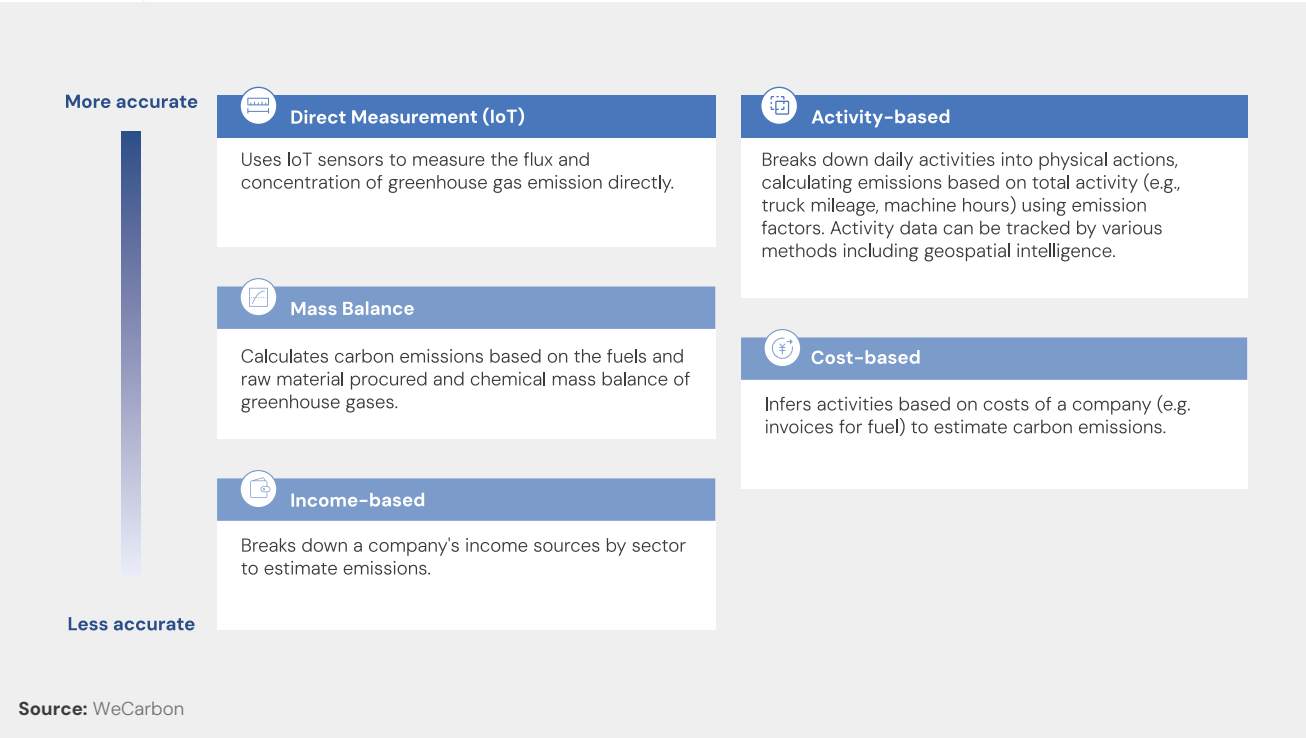 More accurate
Direct Measurement (IoT)
Uses IoT sensors to measure the flux and
concentration of greenhouse gas emission directly.
Activity-based
Breaks down daily activities into physical actions,
calculating emissions based on total activity (e.g.,
truck mileage, machine hours) using emission
factors. Activity data can be tracked by various
methods including geospatial intelligence.
Mass Balance
Calculates carbon emissions based on the fuels and
raw material procured and chemical mass balance of
greenhouse gases.
¥
Cost-based
Infers activities based on costs of a company (e.g.
invoices for fuel) to estimate carbon emissions.
Income-based
Breaks down a company's income sources by sector
to estimate emissions.
Less accurate
Source: WeCarbon